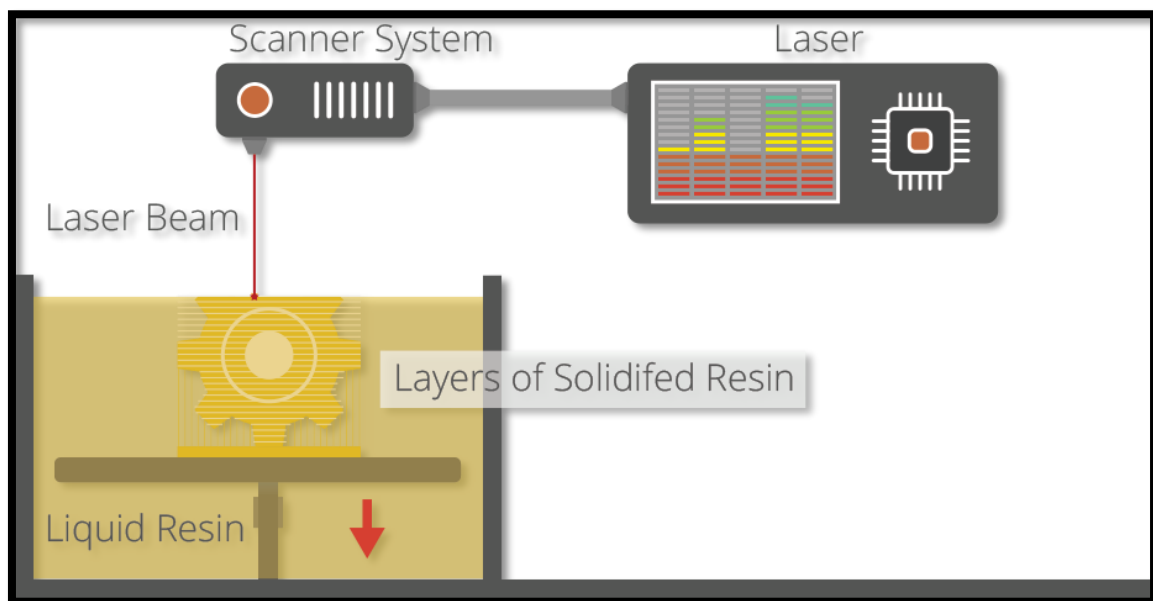 Scanner System
Laser
Laser Beam
Layers of Solidifed Resin
Liquid Resin